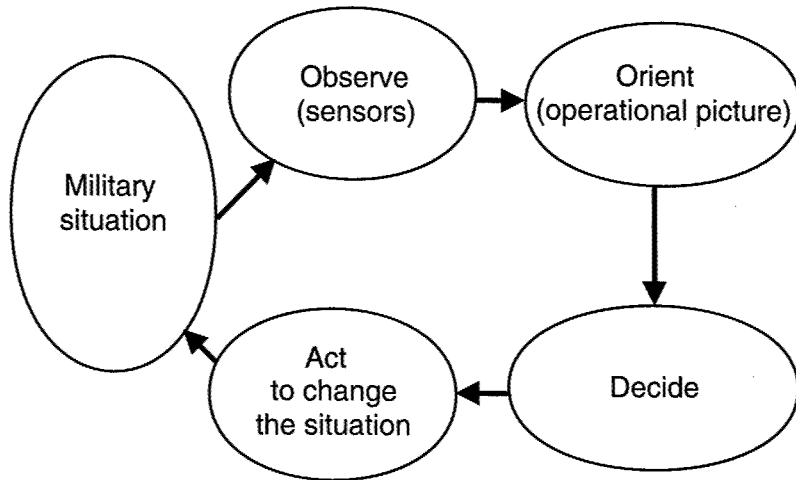 Observe
(sensors)
Orient
(operational picture)
Military
situation
Act
to change
the situation
Decide